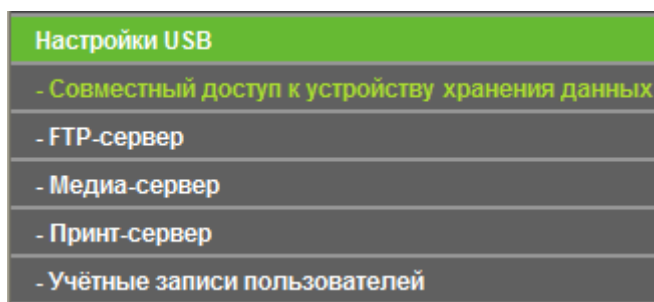 Настройки USB
- Совместный доступ к устройству хранения данных
- FTP-сервер
- Медиа-сервер
- Принт-сервер
- Учётные записи пользователей